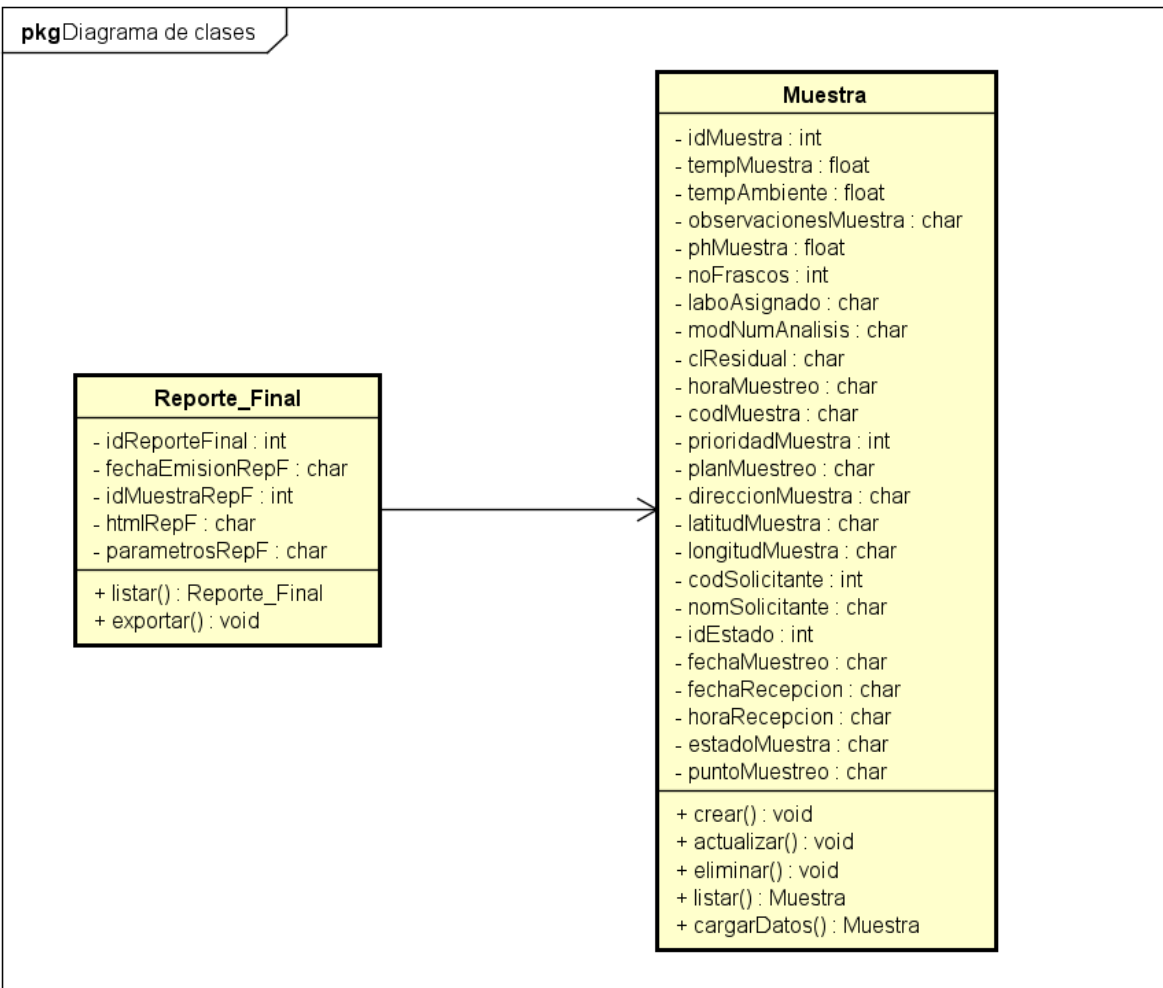 pkgDiagrama de clases
Reporte_Final
- idReporteFinal : int
- fechaEmisionRepF : char
- idMuestraRepF : int
- htmlRepF : char
- parametrosRepF : char
+ listar() : Reporte_Final
+ exportar() : void
Muestra
- idMuestra : int
- tempMuestra : float
- tempAmbiente : float
- observacionesMuestra : char
- phMuestra : float
- noFrascos : int
- laboAsignado : char
- modNumAnalisis : char
- clResidual : char
- horaMuestreo : char
- codMuestra : char
- prioridadMuestra : int
- planMuestreo : char
- direccionMuestra : char
- latitudMuestra : char
- longitudMuestra : char
- codSolicitante : int
- nomSolicitante : char
- idEstado : int
- fechaMuestreo : char
- fechaRecepcion : char
- horaRecepcion : char
- estadoMuestra : char
- puntoMuestreo : char
+ crear() : void
+ actualizar() : void
+ eliminar() : void
+ listar() : Muestra
+ cargarDatos() : Muestra